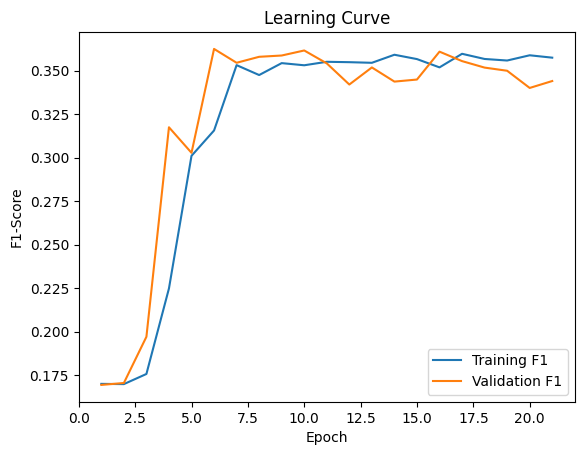 Learning Curve
0.350
0.325
0.300
0.275
0.250
0.225
0.200
0.175
F1-Score
Training F1
Validation F1
0.0 2.5 5.0 7.5 10.0 12.5 15.0 17.5 20.0
Epoch